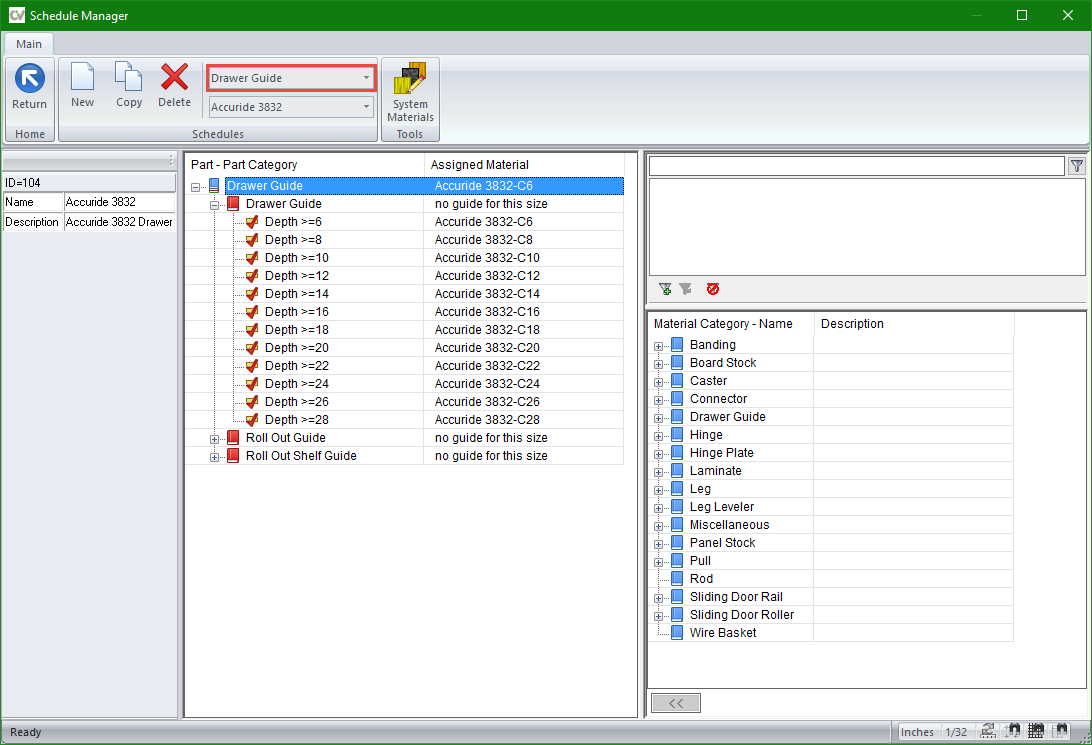 CV Schedule Manager
Main
Return
Home
New
Copy
Delete
Drawer Guide
Accuride 3832
Schedules
System
Materials
Tools
ID=104
Name Accuride 3832
Description Accuride 3832 Drawer
Part - Part Category Assigned Material
Drawer Guide Accuride 3832-C6
Drawer Guide no guide for this size
Depth >=6 Accuride 3832-C6
Depth >=8 Accuride 3832-C8
Depth >=10 Accuride 3832-C10
Depth >=12 Accuride 3832-C12
Depth >=14 Accuride 3832-C14
Depth >=16 Accuride 3832-C16
Depth >=18 Accuride 3832-C18
Depth >=20 Accuride 3832-C20
Depth >=22 Accuride 3832-C22
Depth >=24 Accuride 3832-C24
Depth >=26 Accuride 3832-C26
Depth >=28 Accuride 3832-C28
Roll Out Guide no guide for this size
Roll Out Shelf Guide no guide for this size
Material Category - Name Description
Banding
Board Stock
Caster
Connector
Drawer Guide
Hinge
Hinge Plate
Laminate
Leg
Leg Leveler
Miscellaneous
Panel Stock
Pull
Rod
Sliding Door Rail
Sliding Door Roller
Wire Basket
<<
Ready
Inches 1/32